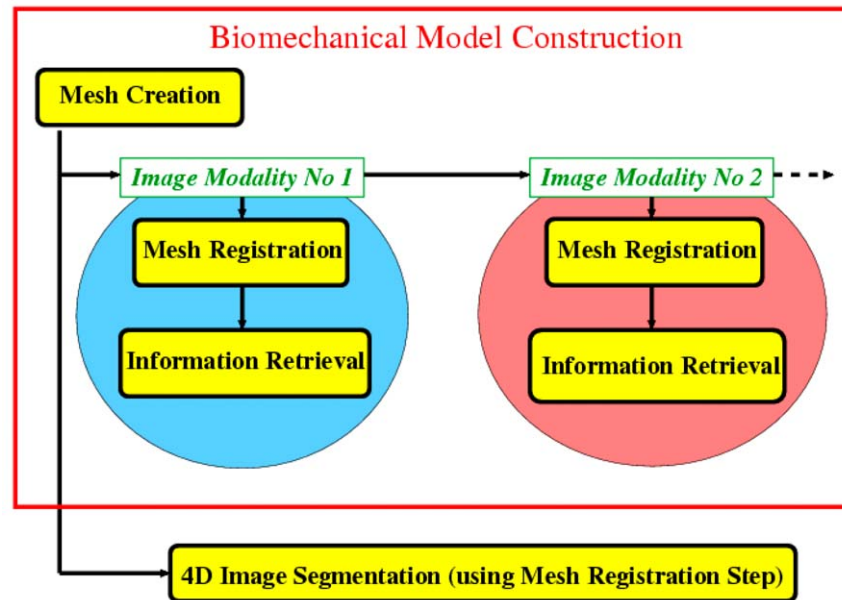 Biomechanical Model Construction
Mesh Creation
Image Modality No 1
Image Modality No 2
Mesh Registration
Mesh Registration
Information Retrieval
Information Retrieval
4D Image Segmentation (using Mesh Registration Step)